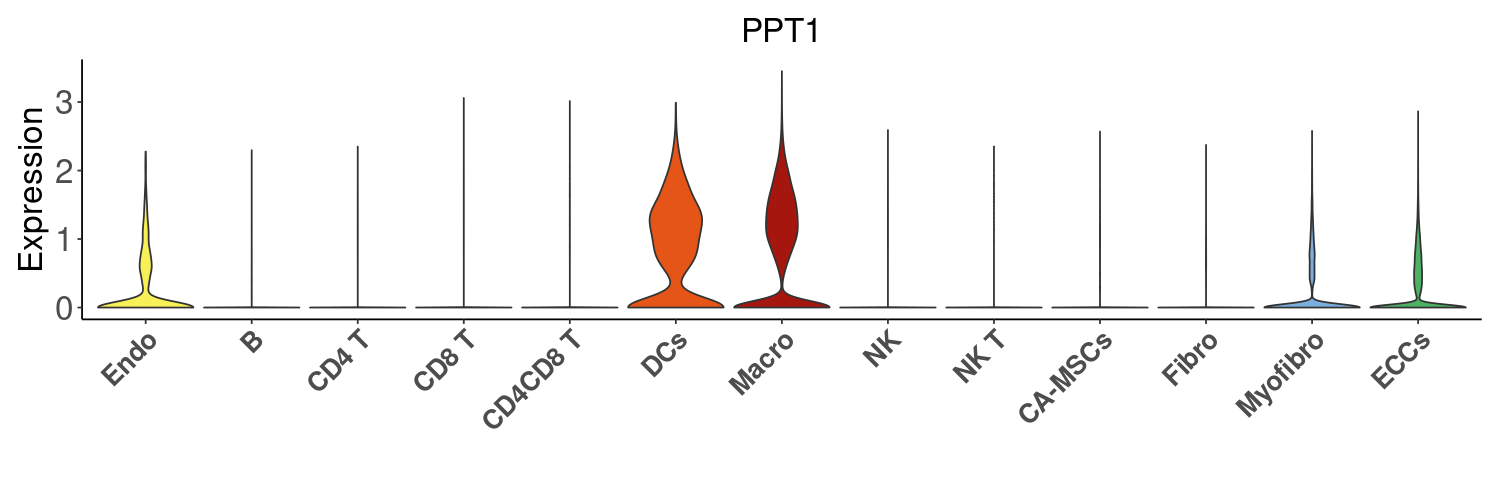 PPT1
Expression
3
2
1
0
Endo
B
CD4 T
CD8 T
CD4CD8 T
DCs
Macro
NK
NK T
CA-MSCs
Fibro
Myofibro
ECCs